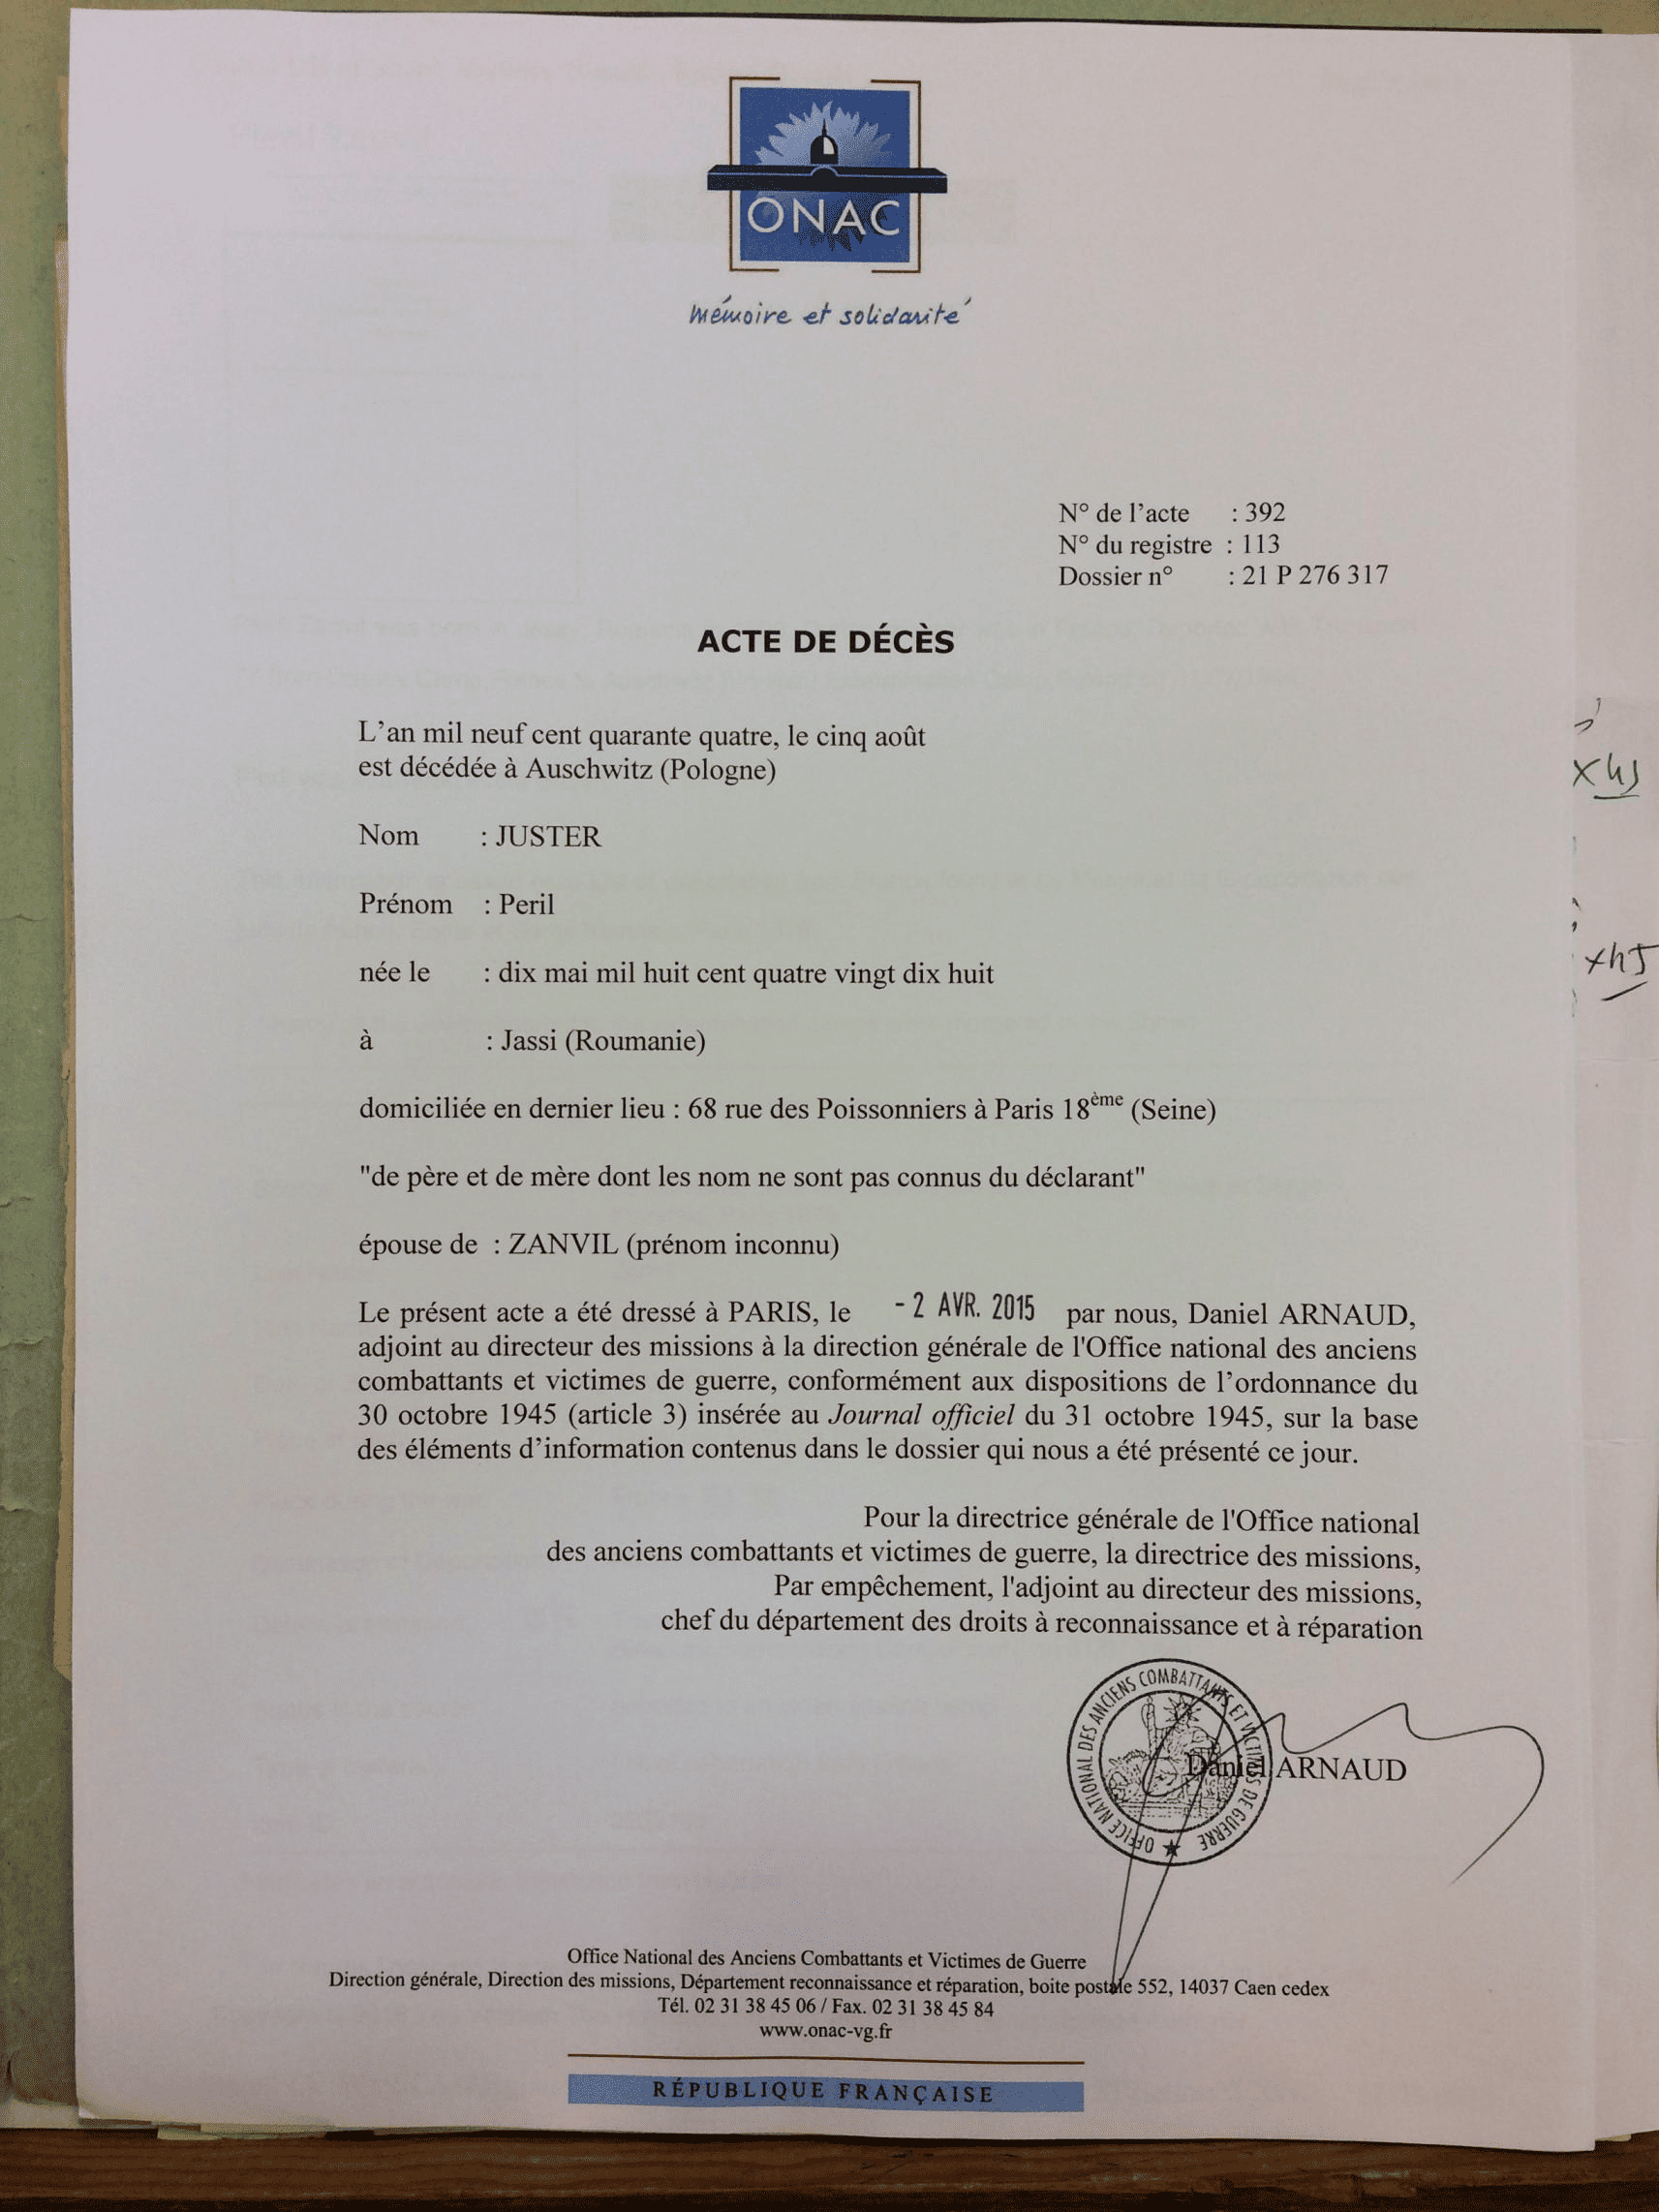 ONAC
Mémoire et solidarité
N° de l'acte : 392
N° du registre : 113
Dossier n° : 21 P 276 317
ACTE DE DÉCÈS
L'an mil neuf cent quarante quatre, le cinq août
est décédée à Auschwitz (Pologne)
Nom : JUSTER
Prénom : Peril
née le : dix mai mil huit cent quatre vingt dix huit
à : Jassi (Roumanie)
domiciliée en dernier lieu : 68 rue des Poissonniers à Paris 18ème (Seine)
"de père et de mère dont les nom ne sont pas connus du déclarant"
épouse de : ZANVIL (prénom inconnu)
Le présent acte a été dressé à PARIS, le - 2 AVR. 2015 par nous, Daniel ARNAUD,
adjoint au directeur des missions à la direction générale de l'Office national des anciens
combattants et victimes de guerre, conformément aux dispositions de l'ordonnance du
30 octobre 1945 (article 3) insérée au Journal officiel du 31 octobre 1945, sur la base
des éléments d'information contenus dans le dossier qui nous a été présenté ce jour.
Pour la directrice générale de l'Office national
des anciens combattants et victimes de guerre, la directrice des missions,
Par empêchement, l'adjoint au directeur des missions,
chef du département des droits à reconnaissance et à réparation
OFFICE NATIONAL DES ANCIENS COMBATTANTS ET VICTIMES DE GUERRE
Daniel ARNAUD
Office National des Anciens Combattants et Victimes de Guerre
Direction générale, Direction des missions, Département reconnaissance et réparation, boite postale 552, 14037 Caen cedex
Tél. 02 31 38 45 06 / Fax. 02 31 38 45 84
www.onac-vg.fr
RÉPUBLIQUE FRANÇAISE